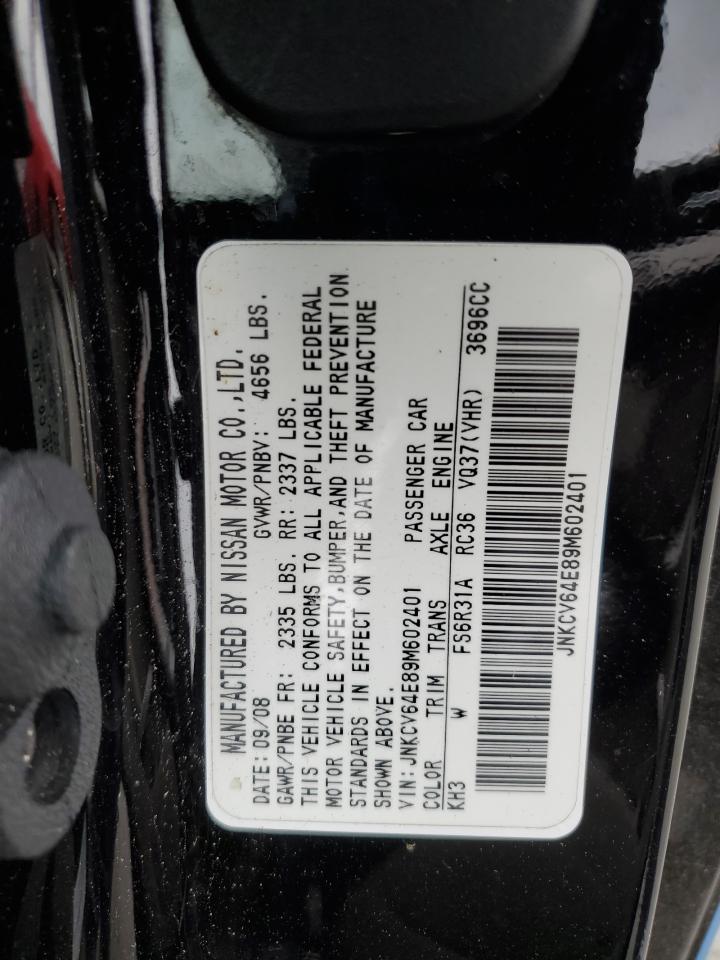 MANUFACTURED BY NISSAN MOTOR CO.,LTD.
DATE:09/08 GVWR/PNBV: 4656 LBS.
GAWR/PNBE FR: 2335 LBS. RR: 2337 LBS.
THIS VEHICLE CONFORMS TO ALL APPLICABLE FEDERAL
MOTOR VEHICLE SAFETY,BUMPER,AND THEFT PREVENTION
STANDARDS IN EFFECT ON THE DATE OF MANUFACTURE
SHOWN ABOVE.
VIN:JNKCV64E89M602401 PASSENGER CAR
COLOR TRIM TRANS AXLE ENGINE
KH3 W FS6R31A RC36 VQ37(VHR) 3696CC
JNKCV64E89M602401